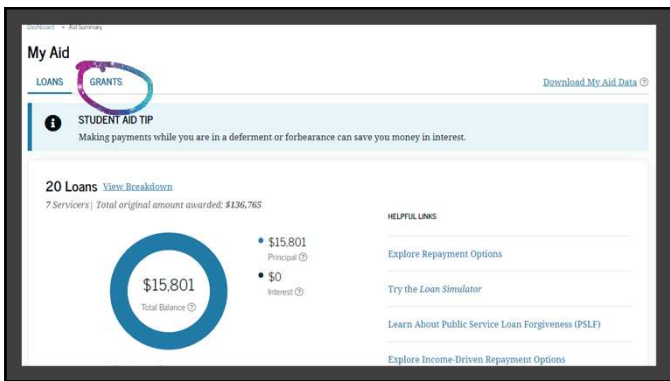 Dashboard • Aid Summary
My Aid
LOANS GRANTS
Download My Aid Data
STUDENT AID TIP
Making payments while you are in a deferment or forbearance can save you money in interest.
20 Loans View Breakdown
7 Servicers | Total original amount awarded: $136,765
$15,801
Total Balance
$15,801
Principal
$0
Interest
HELPFUL LINKS
Explore Repayment Options
Try the Loan Simulator
Learn About Public Service Loan Forgiveness (PSLF)
Explore Income-Driven Repayment Options